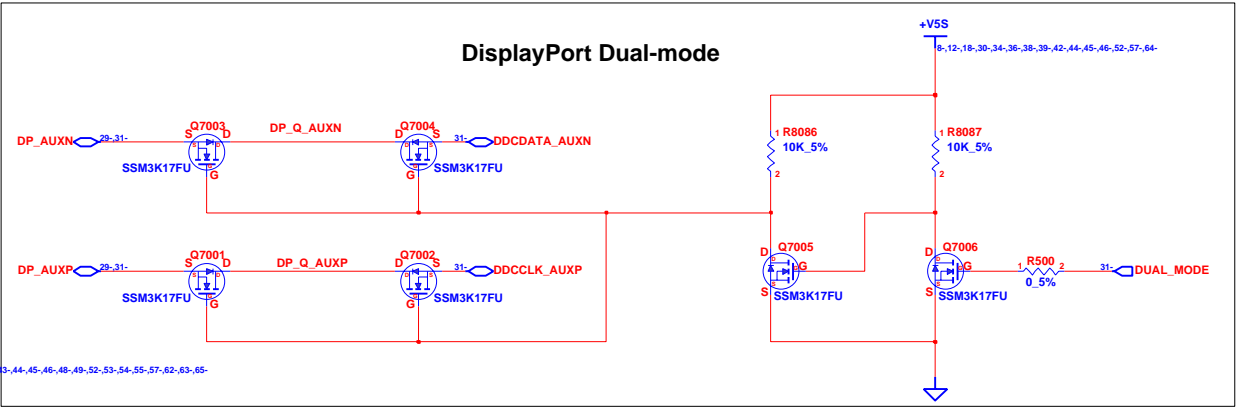 +V5S
8-,12-,18-,30-,34-,36-,38-,39-,42-,44-,45-,46-,52-,57-,64-
DisplayPort Dual-mode
Q7003
DP_Q_AUXN
Q7004
1 R8086
1 R8087
DP_AUXN
29-,31-
S D
D S
31-
DDCDATA_AUXN
10K_5%
10K_5%
SSM3K17FU
SSM3K17FU
G
G
2
2
Q7001
DP_Q_AUXP
Q7002
D Q7005
D Q7006
R500
DP_AUXP
29-,31-
S D
D S
31-
DDCCLK_AUXP
G
G
1 2
31-
DUAL_MODE
SSM3K17FU
SSM3K17FU
S
SSM3K17FU
S
SSM3K17FU
0_5%
G
G
43-,44-,45-,46-,48-,49-,52-,53-,54-,55-,57-,62-,63-,65-